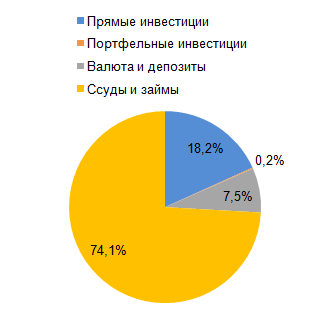 Прямые инвестиции
Портфельные инвестиции
Валюта и депозиты
Ссуды и займы
18,2%
0,2%
7,5%
74,1%